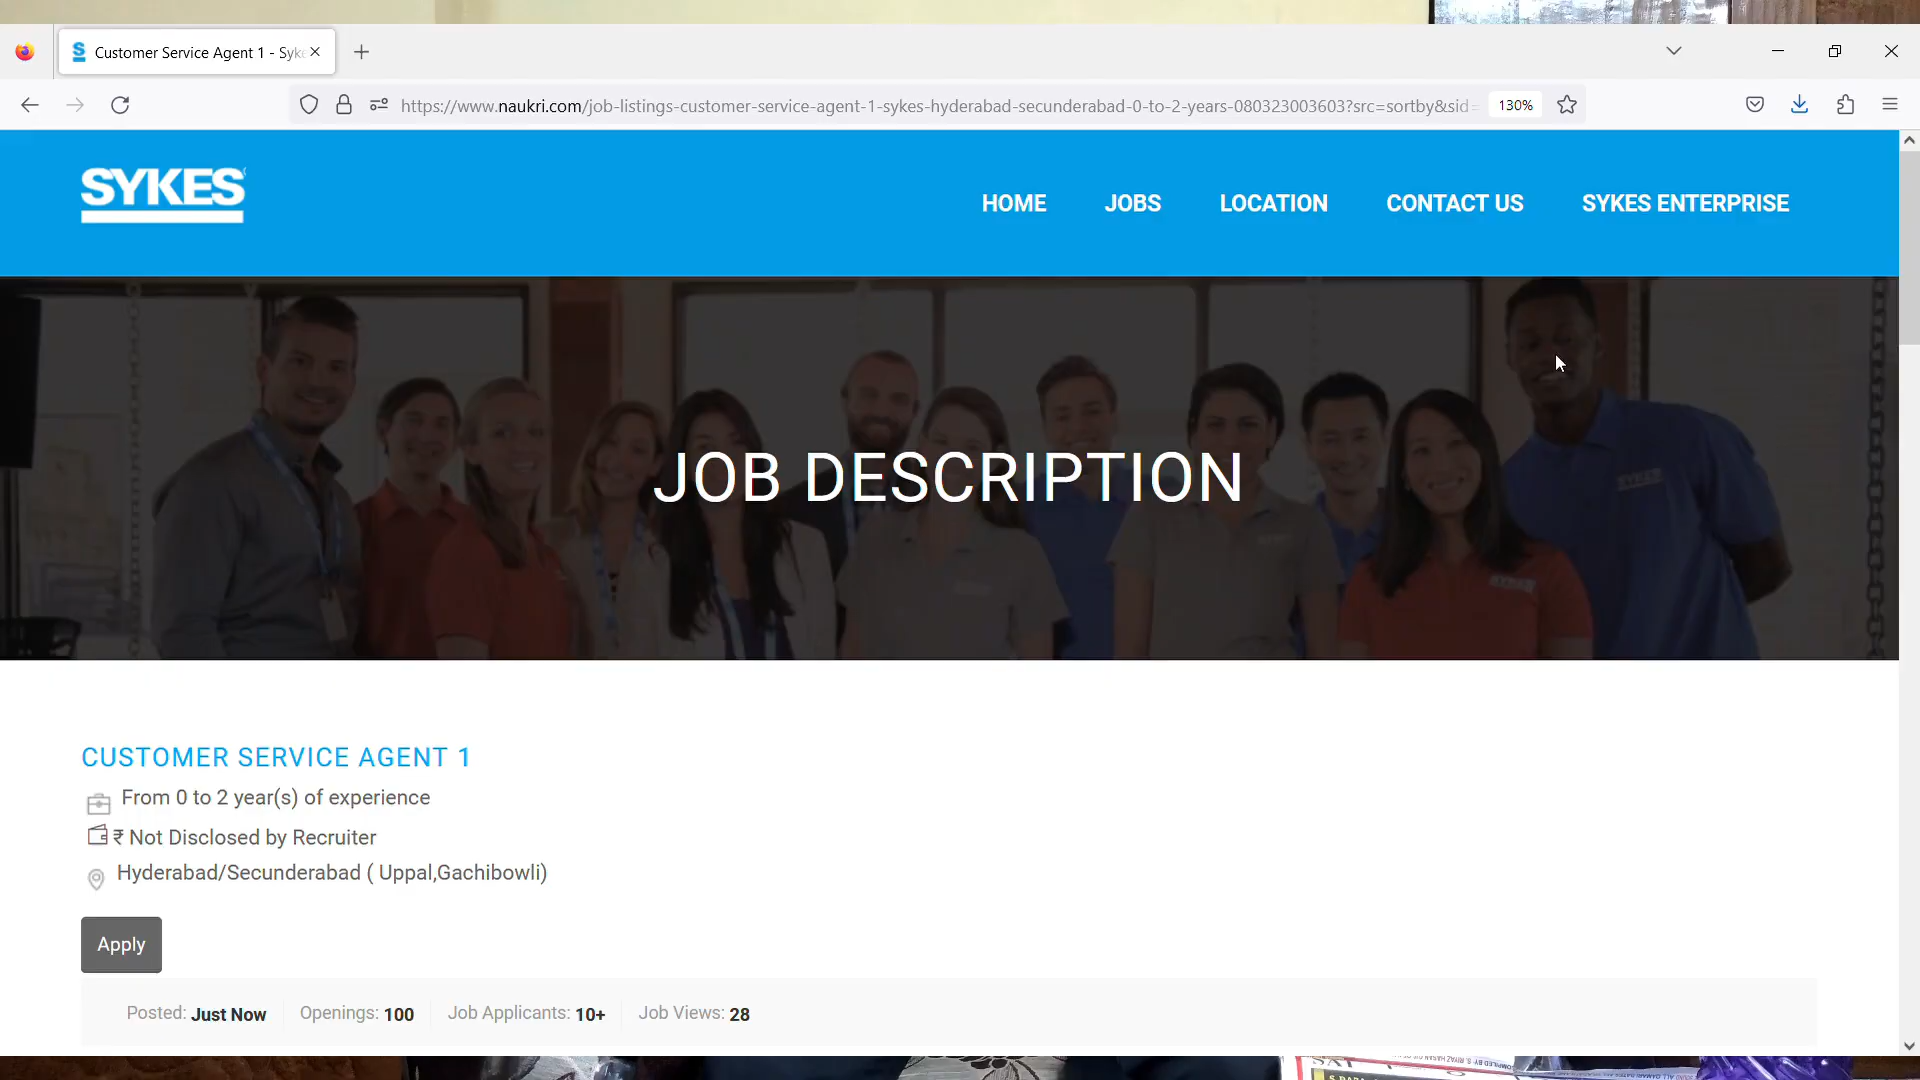 Customer Service Agent 1 - Syke
https://www.naukri.com/job-listings-customer-service-agent-1-sykes-hyderabad-secunderabad-0-to-2-years-080323003603?src=sortby&sid=
130%
SYKES
HOME
JOBS
LOCATION
CONTACT US
SYKES ENTERPRISE
JOB DESCRIPTION
CUSTOMER SERVICE AGENT 1
From 0 to 2 year(s) of experience
₹ Not Disclosed by Recruiter
Hyderabad/Secunderabad ( Uppal,Gachibowli)
Apply
Posted: Just Now
Openings: 100
Job Applicants: 10+
Job Views: 28